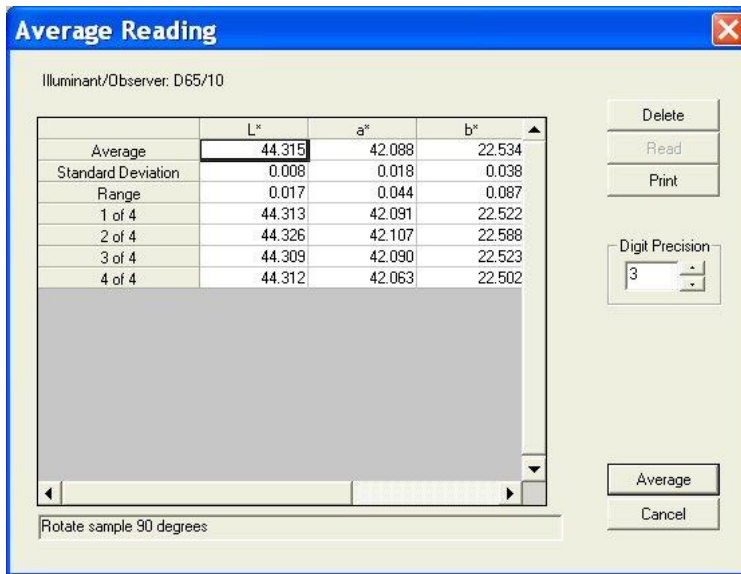 Average Reading
Illuminant/Observer: D65/10
L* a* b*
Average 44.315 42.088 22.534
Standard Deviation 0.008 0.018 0.038
Range 0.017 0.044 0.087
1 of 4 44.313 42.091 22.522
2 of 4 44.326 42.107 22.588
3 of 4 44.309 42.090 22.523
4 of 4 44.312 42.063 22.502
Delete
Read
Print
Digit Precision
3
Average
Cancel
Rotate sample 90 degrees